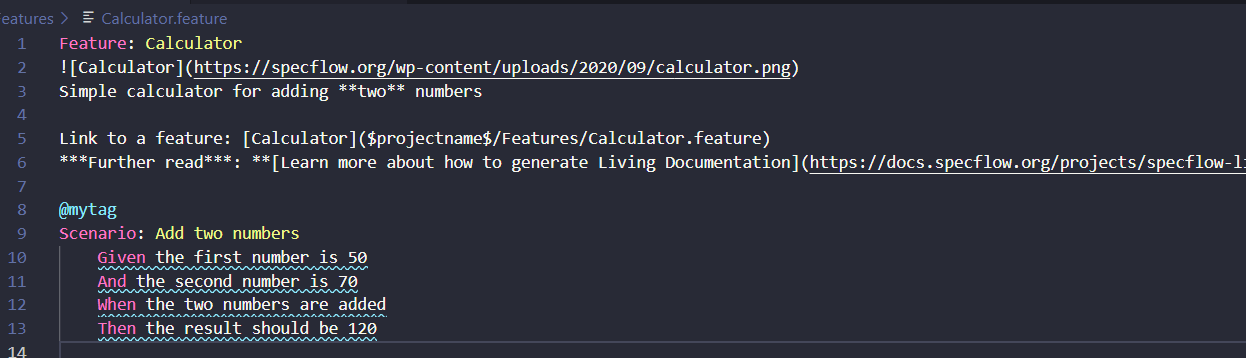 Features > Calculator.feature
1 Feature: Calculator
2 ![Calculator](https://specflow.org/wp-content/uploads/2020/09/calculator.png)
3 Simple calculator for adding **two** numbers
4
5 Link to a feature: [Calculator]($projectname$/Features/Calculator.feature)
6 ***Further read***: **[Learn more about how to generate Living Documentation](https://docs.specflow.org/projects/specflow-li
7
8 @mytag
9 Scenario: Add two numbers
10 Given the first number is 50
11 And the second number is 70
12 When the two numbers are added
13 Then the result should be 120
14